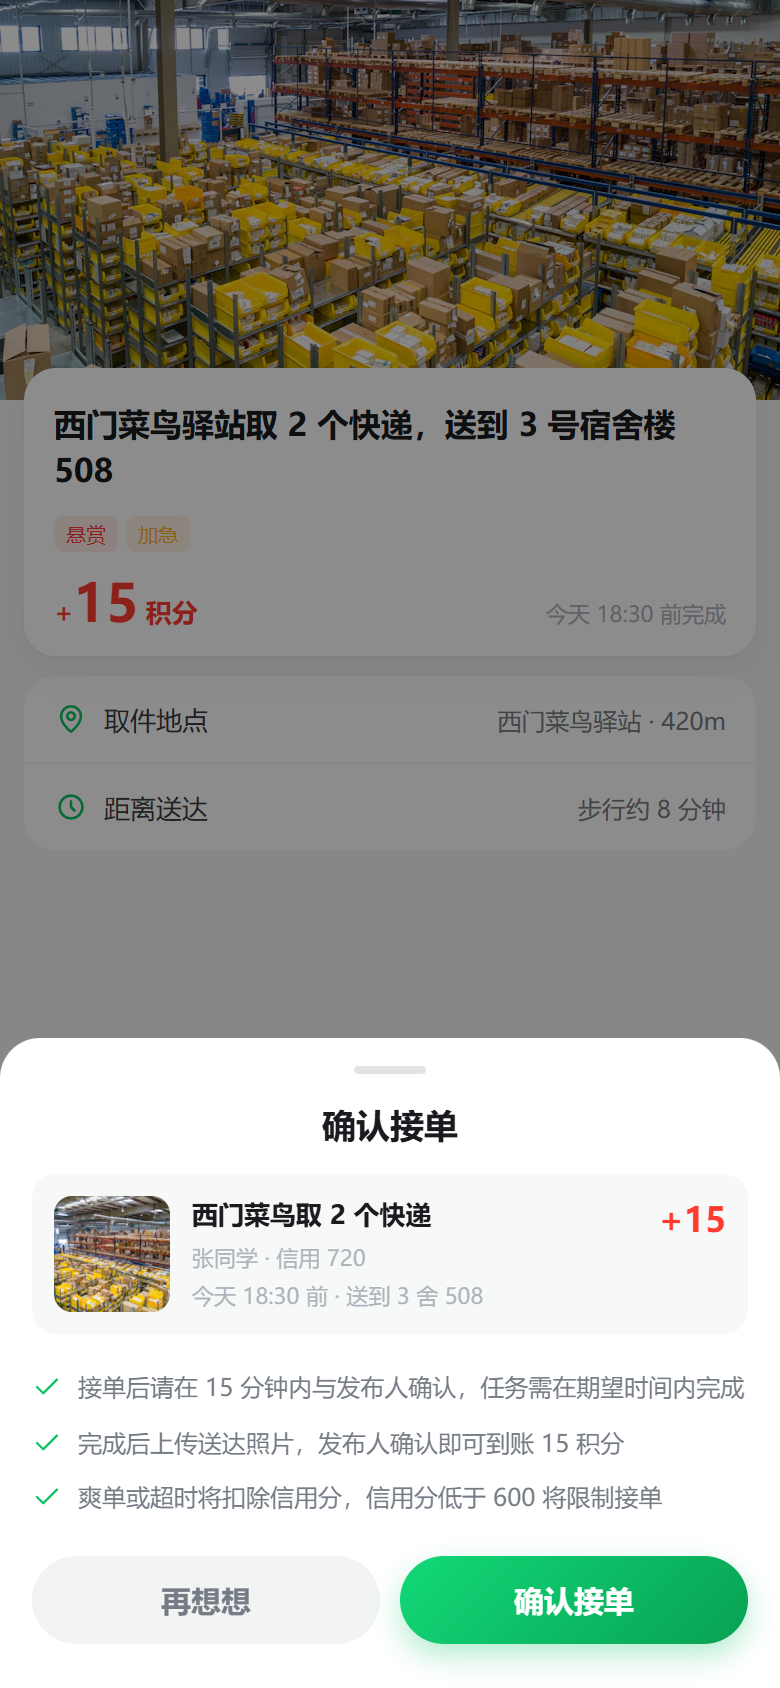 西门菜鸟驿站取 2 个快递，送到 3 号宿舍楼
508
悬赏 加急
+15 积分 今天 18:30 前完成
取件地点 西门菜鸟驿站 · 420m
距离送达 步行约 8 分钟
确认接单
西门菜鸟取 2 个快递 +15
张同学 · 信用 720
今天 18:30 前 · 送到 3 舍 508
接单后请在 15 分钟内与发布人确认，任务需在期望时间内完成
完成后上传送达照片，发布人确认即可到账 15 积分
爽单或超时将扣除信用分，信用分低于 600 将限制接单
再想想 确认接单